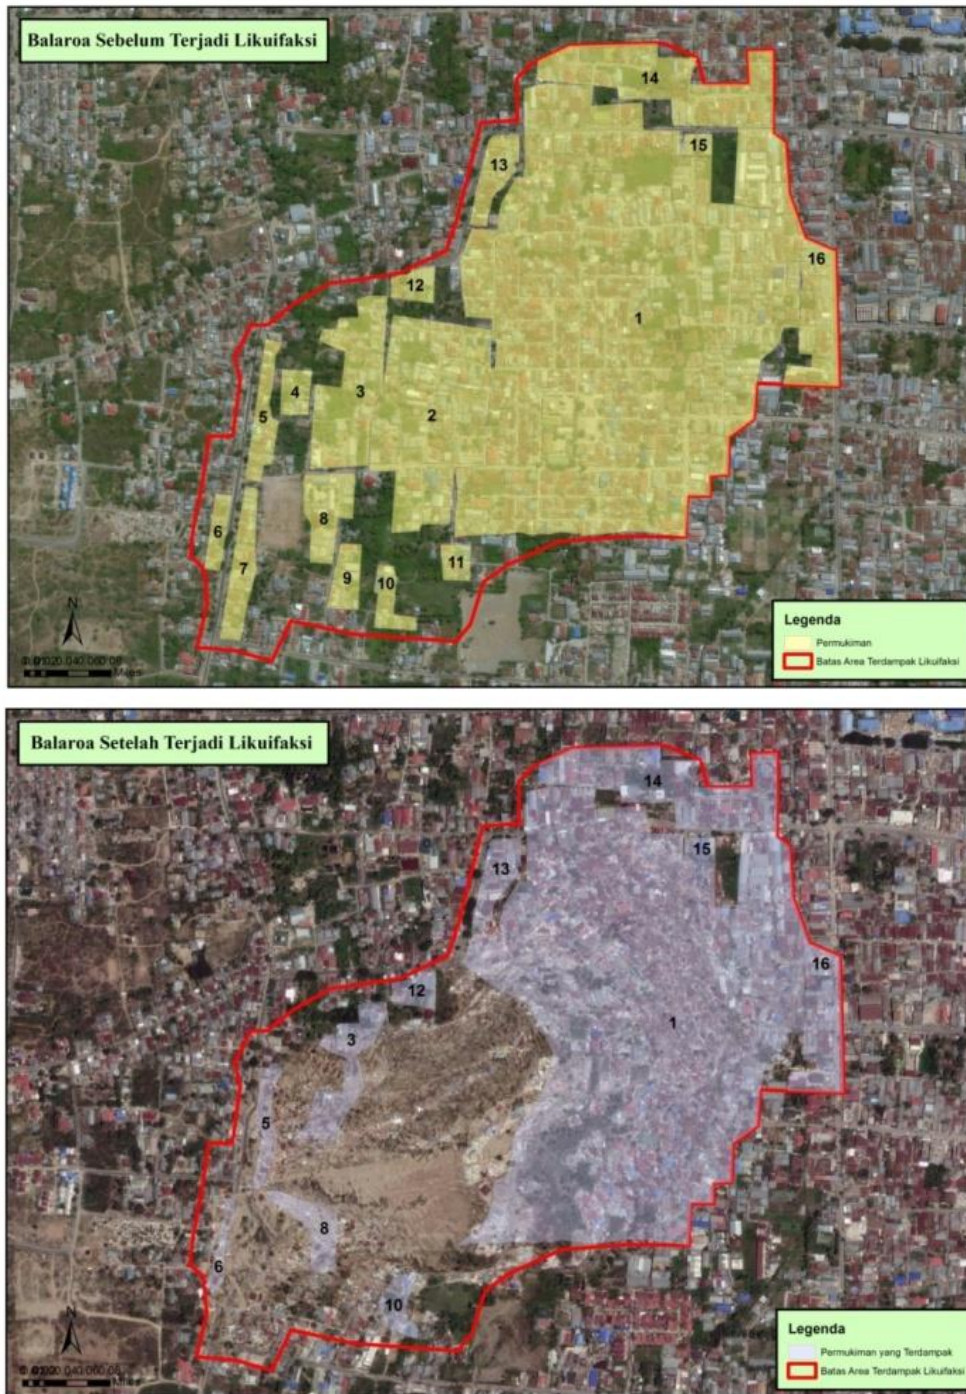 Balaroa Sebelum Terjadi Likuifaksi
14
15
13
16
12
1
4
3
5
2
6
8
7
11
9
10
N
Legenda
Permukiman
Batas Area Terdampak Likuifaksi
Miles
Balaroa Setelah Terjadi Likuifaksi
14
15
13
16
12
1
3
5
8
6
10
N
Legenda
Permukiman yang Terdampak
Batas Area Terdampak Likuifaksi